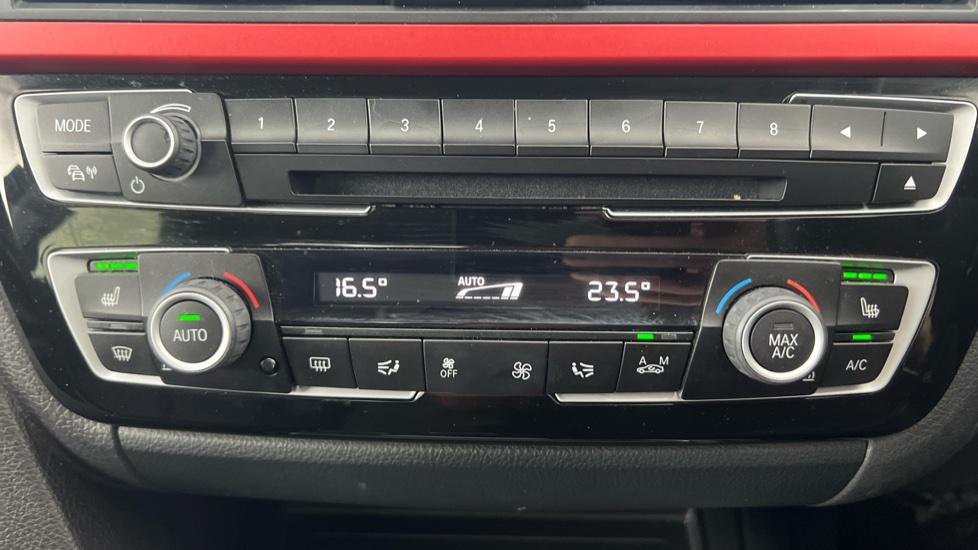 MODE 1 2 3 4 5 6 7 8
16.5° AUTO 23.5°
AUTO
MAX
A/C
OFF
A M
A/C